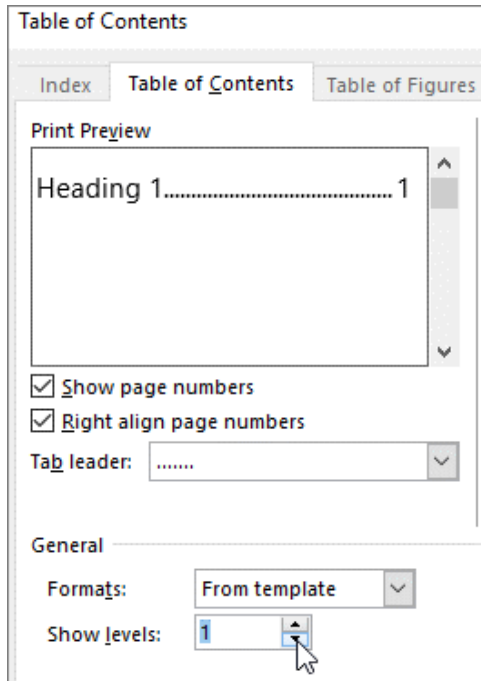 Table of Contents
Index Table of Contents Table of Figures
Print Preview
Heading 1............................................... 1
Show page numbers
Right align page numbers
Tab leader: .......
General
Formats: From template
Show levels: 1